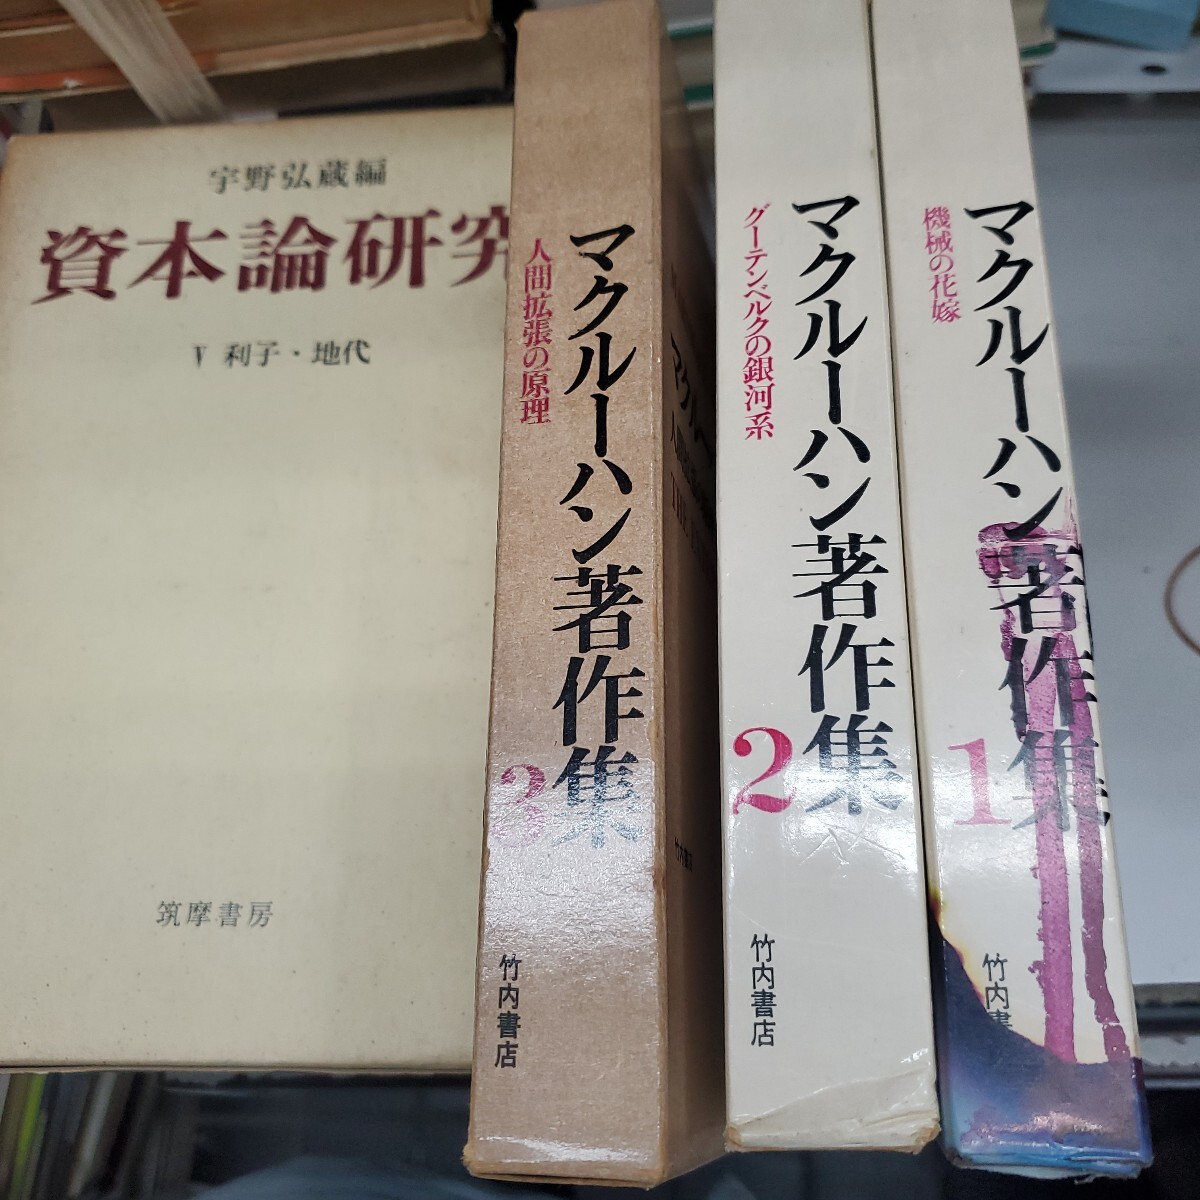 宇野弘蔵編
資本論研究
V 利子・地代
筑摩書房
マクルーハン著作集
人間拡張の原理
3
竹内書店
マクルーハン著作集
グーテンベルクの銀河系
2
竹内書店
マクルーハン著作集
機械の花嫁
1
竹内書